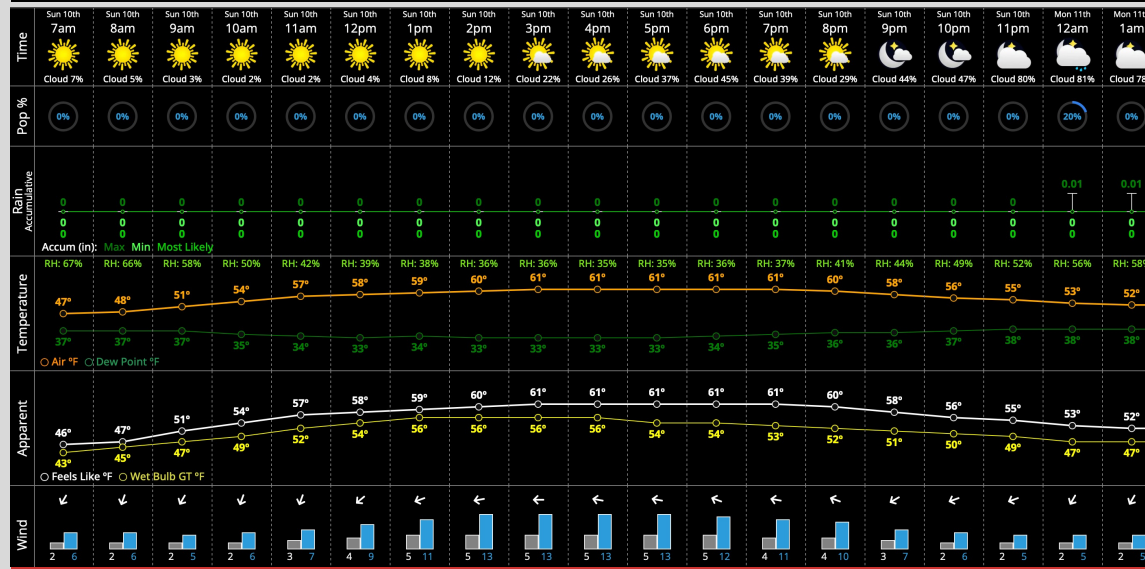 Sun 10th Sun 10th Sun 10th Sun 10th Sun 10th Sun 10th Sun 10th Sun 10th Sun 10th Sun 10th Sun 10th Sun 10th Sun 10th Sun 10th Sun 10th Sun 10th Sun 10th Mon 11th Mon 11t
7am 8am 9am 10am 11am 12pm 1pm 2pm 3pm 4pm 5pm 6pm 7pm 8pm 9pm 10pm 11pm 12am 1am
Time
Cloud 7% Cloud 5% Cloud 3% Cloud 2% Cloud 2% Cloud 4% Cloud 8% Cloud 12% Cloud 22% Cloud 26% Cloud 37% Cloud 45% Cloud 39% Cloud 29% Cloud 44% Cloud 47% Cloud 80% Cloud 81% Cloud 78
Pop %
0% 0% 0% 0% 0% 0% 0% 0% 0% 0% 0% 0% 0% 0% 0% 0% 0% 20% 0%
Rain
Accumulative
0.01 0.01
0 0 0 0 0 0 0 0 0 0 0 0 0 0 0 0 0
0 0 0 0 0 0 0 0 0 0 0 0 0 0 0 0 0 0 0
0 0 0 0 0 0 0 0 0 0 0 0 0 0 0 0 0 0 0
Accum (in): Max Min Most Likely
RH: 67% RH: 66% RH: 58% RH: 50% RH: 42% RH: 39% RH: 38% RH: 36% RH: 36% RH: 35% RH: 35% RH: 36% RH: 37% RH: 41% RH: 44% RH: 49% RH: 52% RH: 56% RH: 58%
Temperature
47° 48° 51° 54° 57° 58° 59° 60° 61° 61° 61° 61° 61° 60° 58° 56° 55° 53° 52°
37° 37° 37° 35° 34° 33° 34° 33° 33° 33° 33° 34° 35° 36° 36° 37° 38° 38° 38°
Air °F Dew Point °F
Apparent
46° 47° 51° 54° 57° 58° 59° 60° 61° 61° 61° 61° 61° 60° 58° 56° 55° 53° 52°
43° 45° 47° 49° 52° 54° 56° 56° 56° 56° 54° 54° 53° 52° 51° 50° 49° 47° 47°
Feels Like °F Wet Bulb GT °F
Wind
2 6 2 6 2 5 2 6 3 7 4 9 5 11 5 13 5 13 5 13 5 13 5 12 4 11 4 10 3 7 2 6 2 5 2 5 2 5